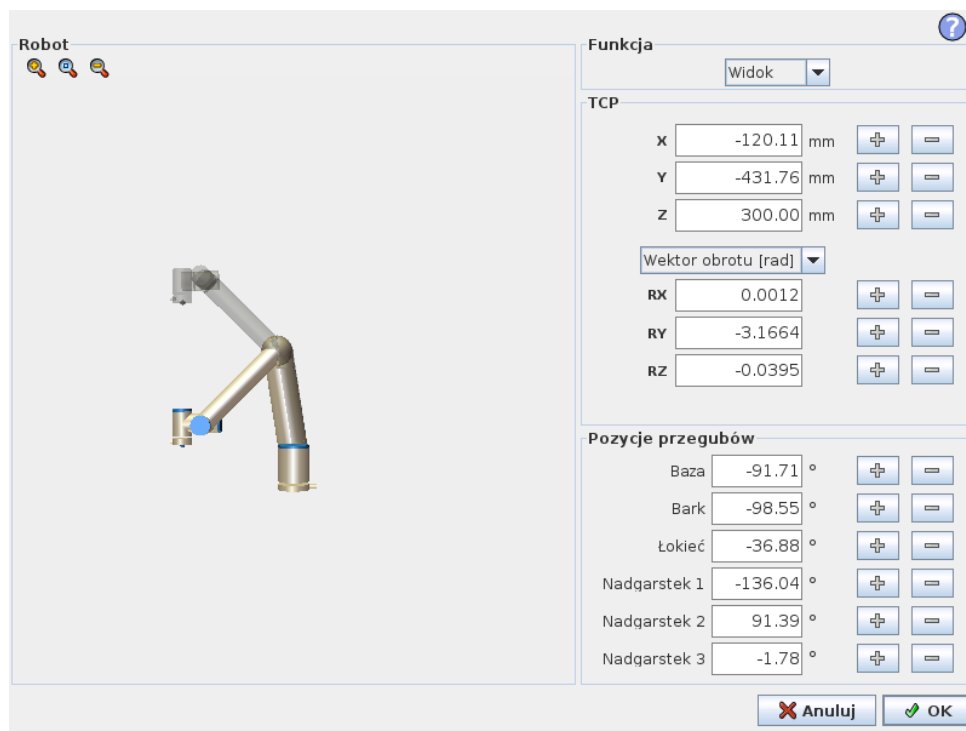 Robot
Funkcja
Widok
TCP
X -120.11 mm
Y -431.76 mm
Z 300.00 mm
Wektor obrotu [rad]
RX 0.0012
RY -3.1664
RZ -0.0395
Pozycje przegubów
Baza -91.71 °
Bark -98.55 °
Łokieć -36.88 °
Nadgarstek 1 -136.04 °
Nadgarstek 2 91.39 °
Nadgarstek 3 -1.78 °
Anuluj OK